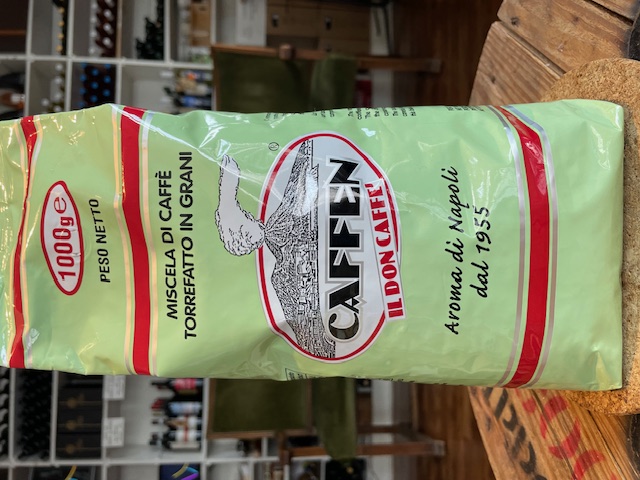 1000g e
PESO NETTO
MISCELA DI CAFFÈ
TORREFATTO IN GRANI
®
CAFFEN
IL DON CAFFE'
Aroma di Napoli
dal 1955